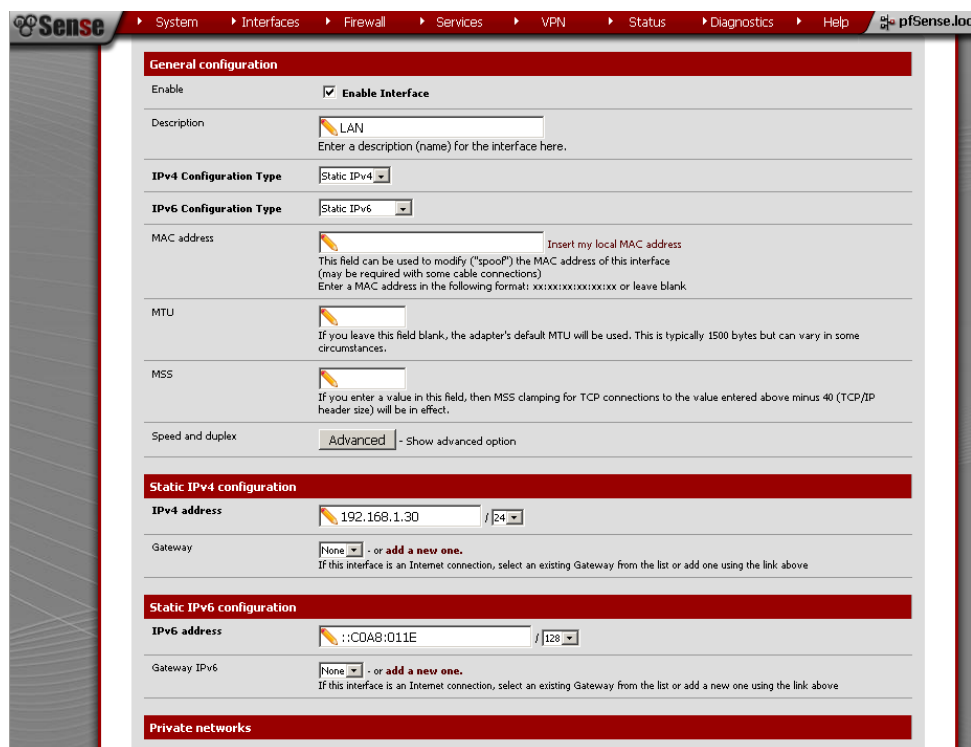 Sense System Interfaces Firewall Services VPN Status Diagnostics Help pfSense.loc
General configuration
Enable Enable Interface
Description LAN
Enter a description (name) for the interface here.
IPv4 Configuration Type Static IPv4
IPv6 Configuration Type Static IPv6
MAC address Insert my local MAC address
This field can be used to modify ("spoof") the MAC address of this interface
(may be required with some cable connections)
Enter a MAC address in the following format: xx:xx:xx:xx:xx:xx or leave blank
MTU
If you leave this field blank, the adapter's default MTU will be used. This is typically 1500 bytes but can vary in some
circumstances.
MSS
If you enter a value in this field, then MSS clamping for TCP connections to the value entered above minus 40 (TCP/IP
header size) will be in effect.
Speed and duplex Advanced - Show advanced option
Static IPv4 configuration
IPv4 address 192.168.1.30 / 24
Gateway None - or add a new one.
If this interface is an Internet connection, select an existing Gateway from the list or add one using the link above
Static IPv6 configuration
IPv6 address ::C0A8:011E / 128
Gateway IPv6 None - or add a new one.
If this interface is an Internet connection, select an existing Gateway from the list or add a new one using the link above
Private networks